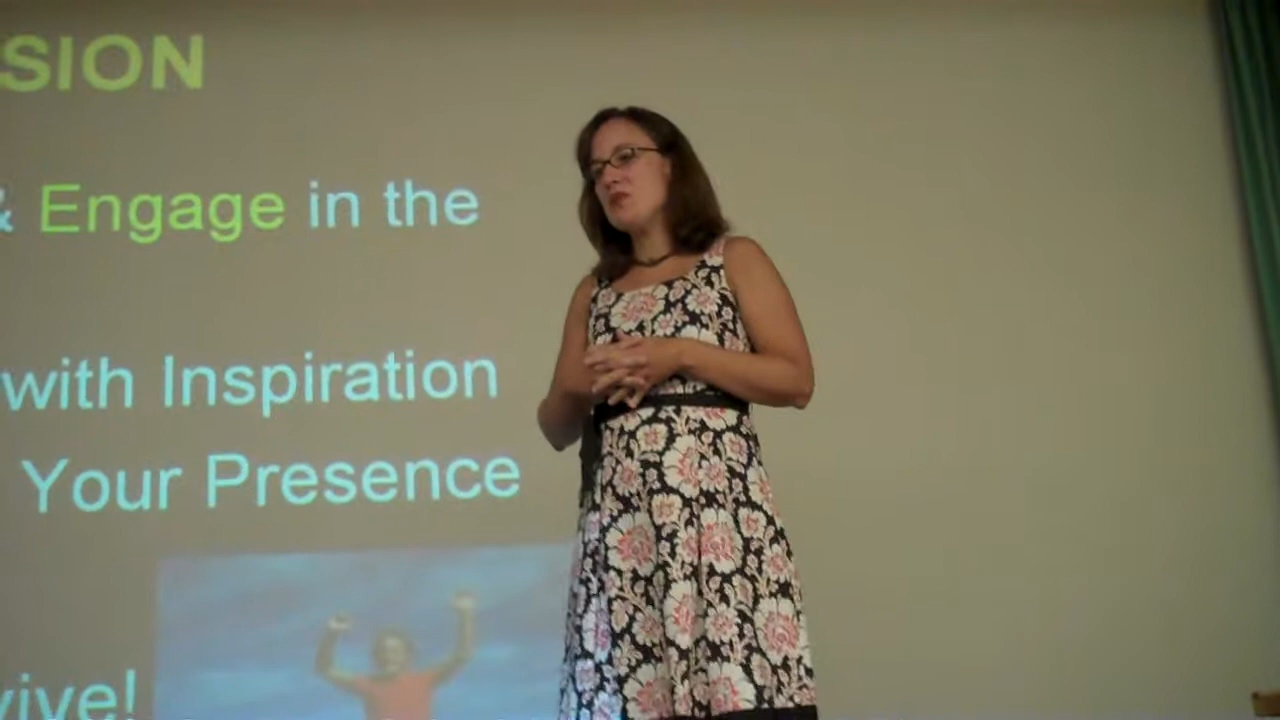 SION
& Engage in the
with Inspiration
Your Presence
vive!